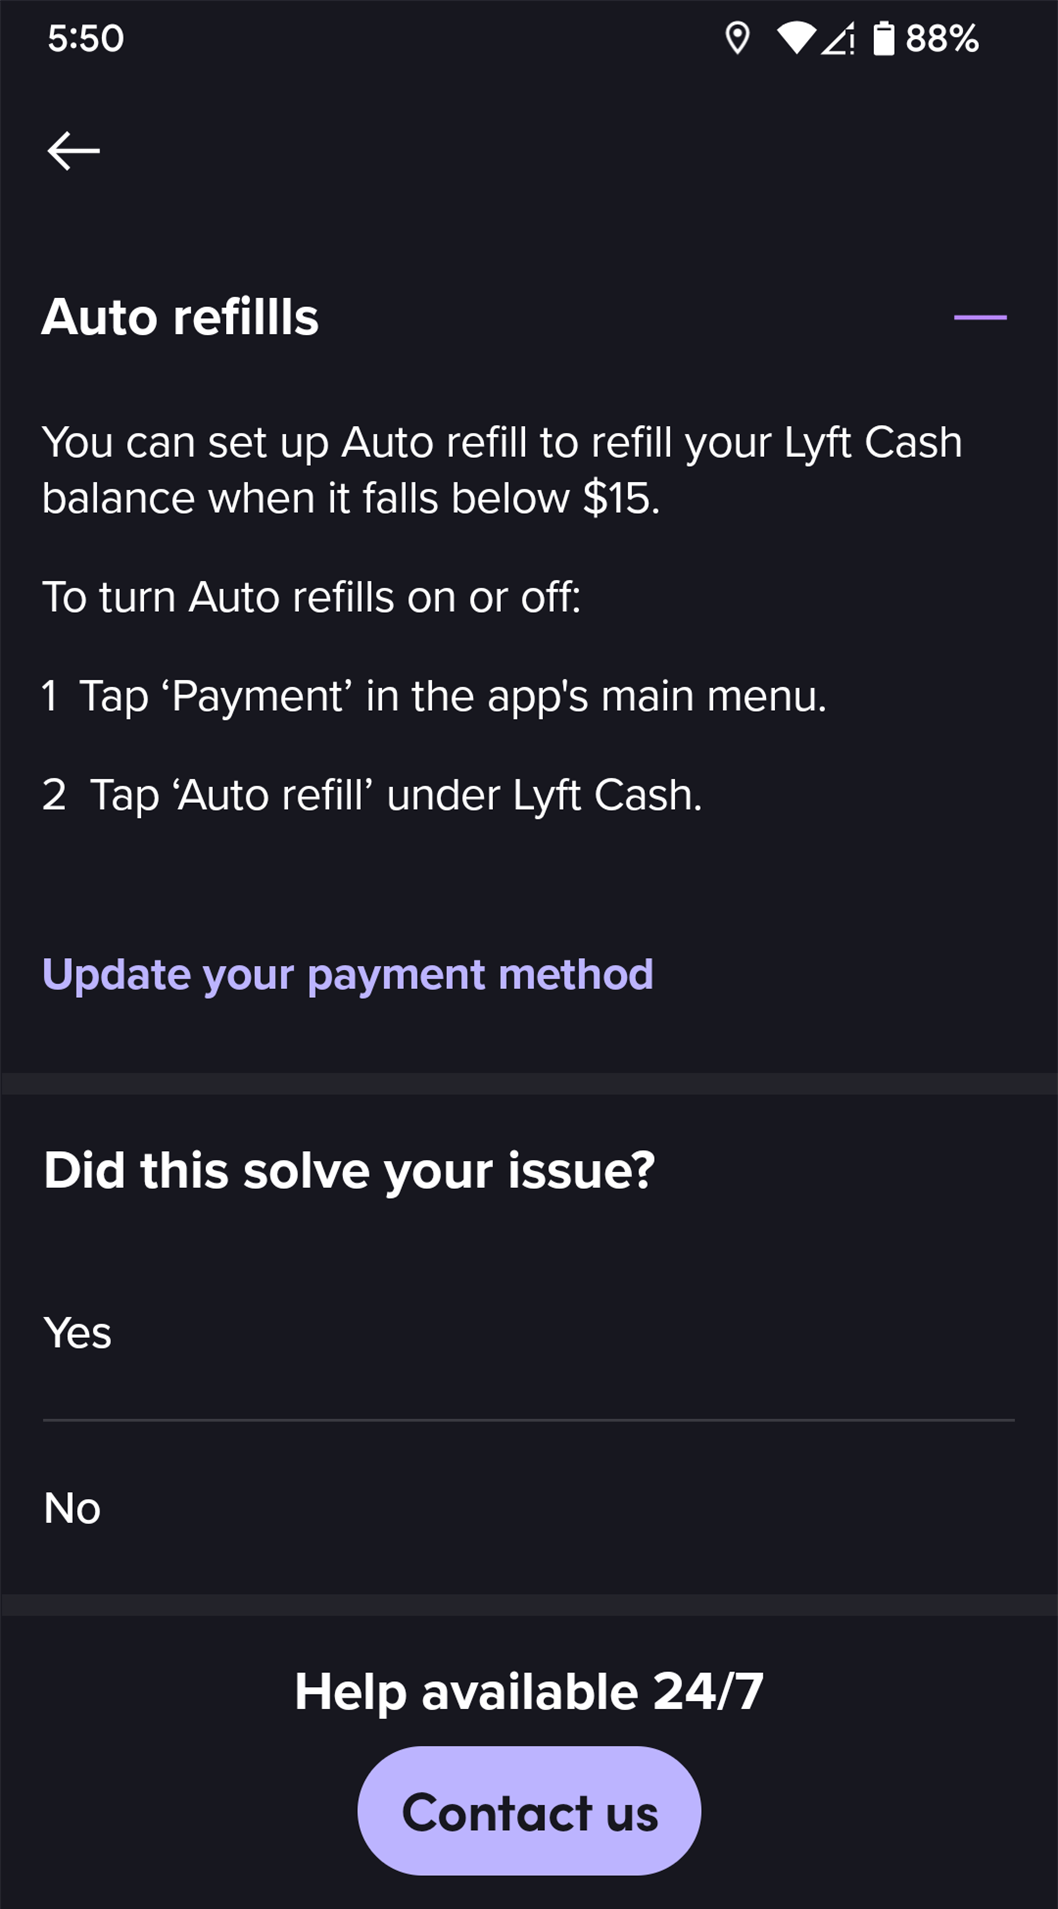 5:50
88%
Auto refillls
You can set up Auto refill to refill your Lyft Cash
balance when it falls below $15.
To turn Auto refills on or off:
1 Tap ‘Payment’ in the app's main menu.
2 Tap ‘Auto refill’ under Lyft Cash.
Update your payment method
Did this solve your issue?
Yes
No
Help available 24/7
Contact us